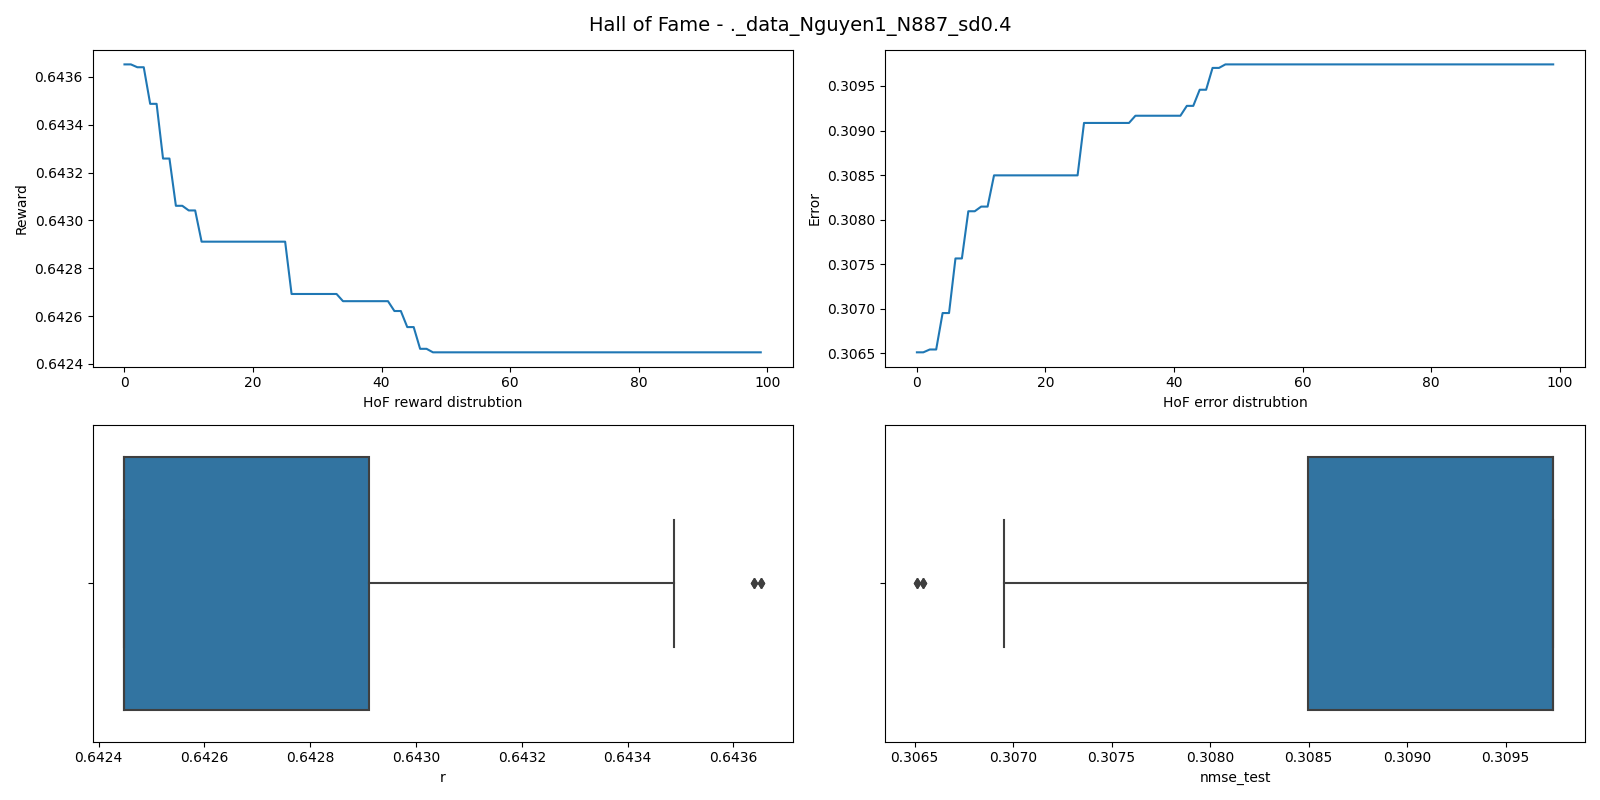 Hall of Fame - ._data_Nguyen1_N887_sd0.4
0.6436
0.6434
0.6432
0.6430
0.6428
0.6426
0.6424
Reward
0 20 40 60 80 100
HoF reward distrubtion
0.3095
0.3090
0.3085
0.3080
0.3075
0.3070
0.3065
Error
0 20 40 60 80 100
HoF error distrubtion
0.6424 0.6426 0.6428 0.6430 0.6432 0.6434 0.6436
r
0.3065 0.3070 0.3075 0.3080 0.3085 0.3090 0.3095
nmse_test